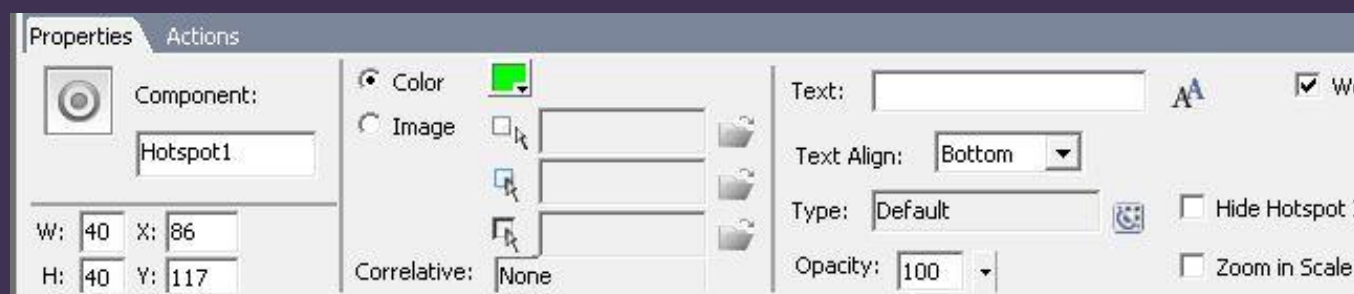 Properties Actions
Component:
Hotspot1
W: 40 X: 86
H: 40 Y: 117
Color
Image
Correlative: None
Text:
Text Align: Bottom
Type: Default
Opacity: 100
Hide Hotspot
Zoom in Scale